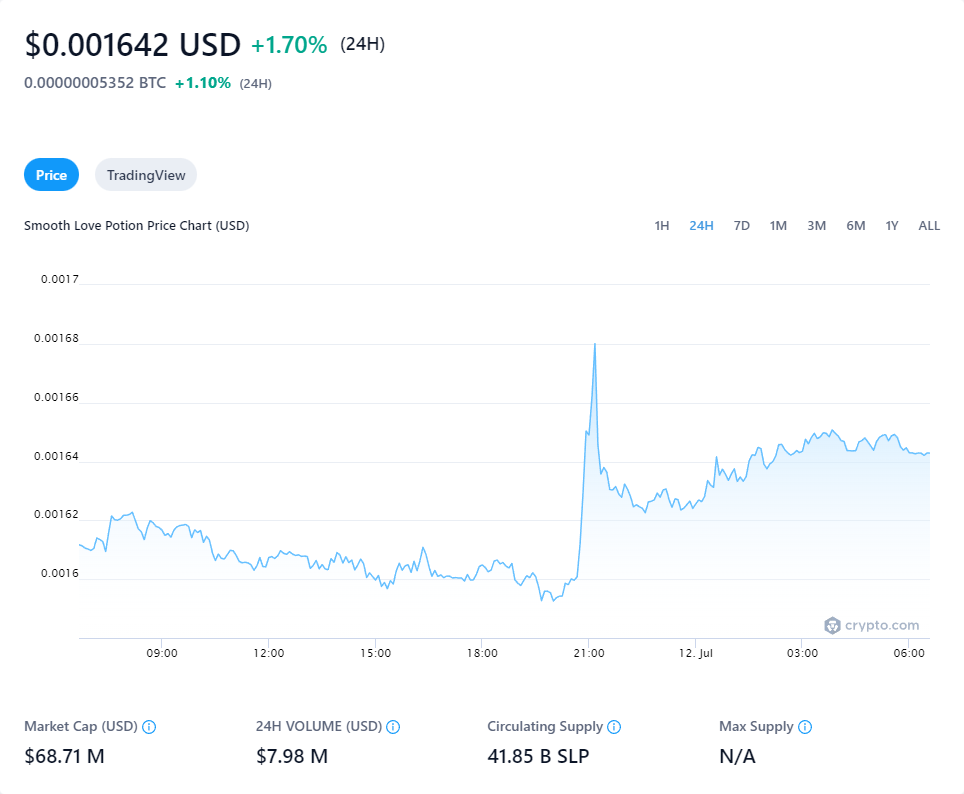 $0.001642 USD +1.70% (24H)
0.00000005352 BTC +1.10% (24H)
Price TradingView
Smooth Love Potion Price Chart (USD) 1H 24H 7D 1M 3M 6M 1Y ALL
0.0017
0.00168
0.00166
0.00164
0.00162
0.0016
crypto.com
09:00 12:00 15:00 18:00 21:00 12. Jul 03:00 06:00
Market Cap (USD) 24H VOLUME (USD) Circulating Supply Max Supply
$68.71 M $7.98 M 41.85 B SLP N/A